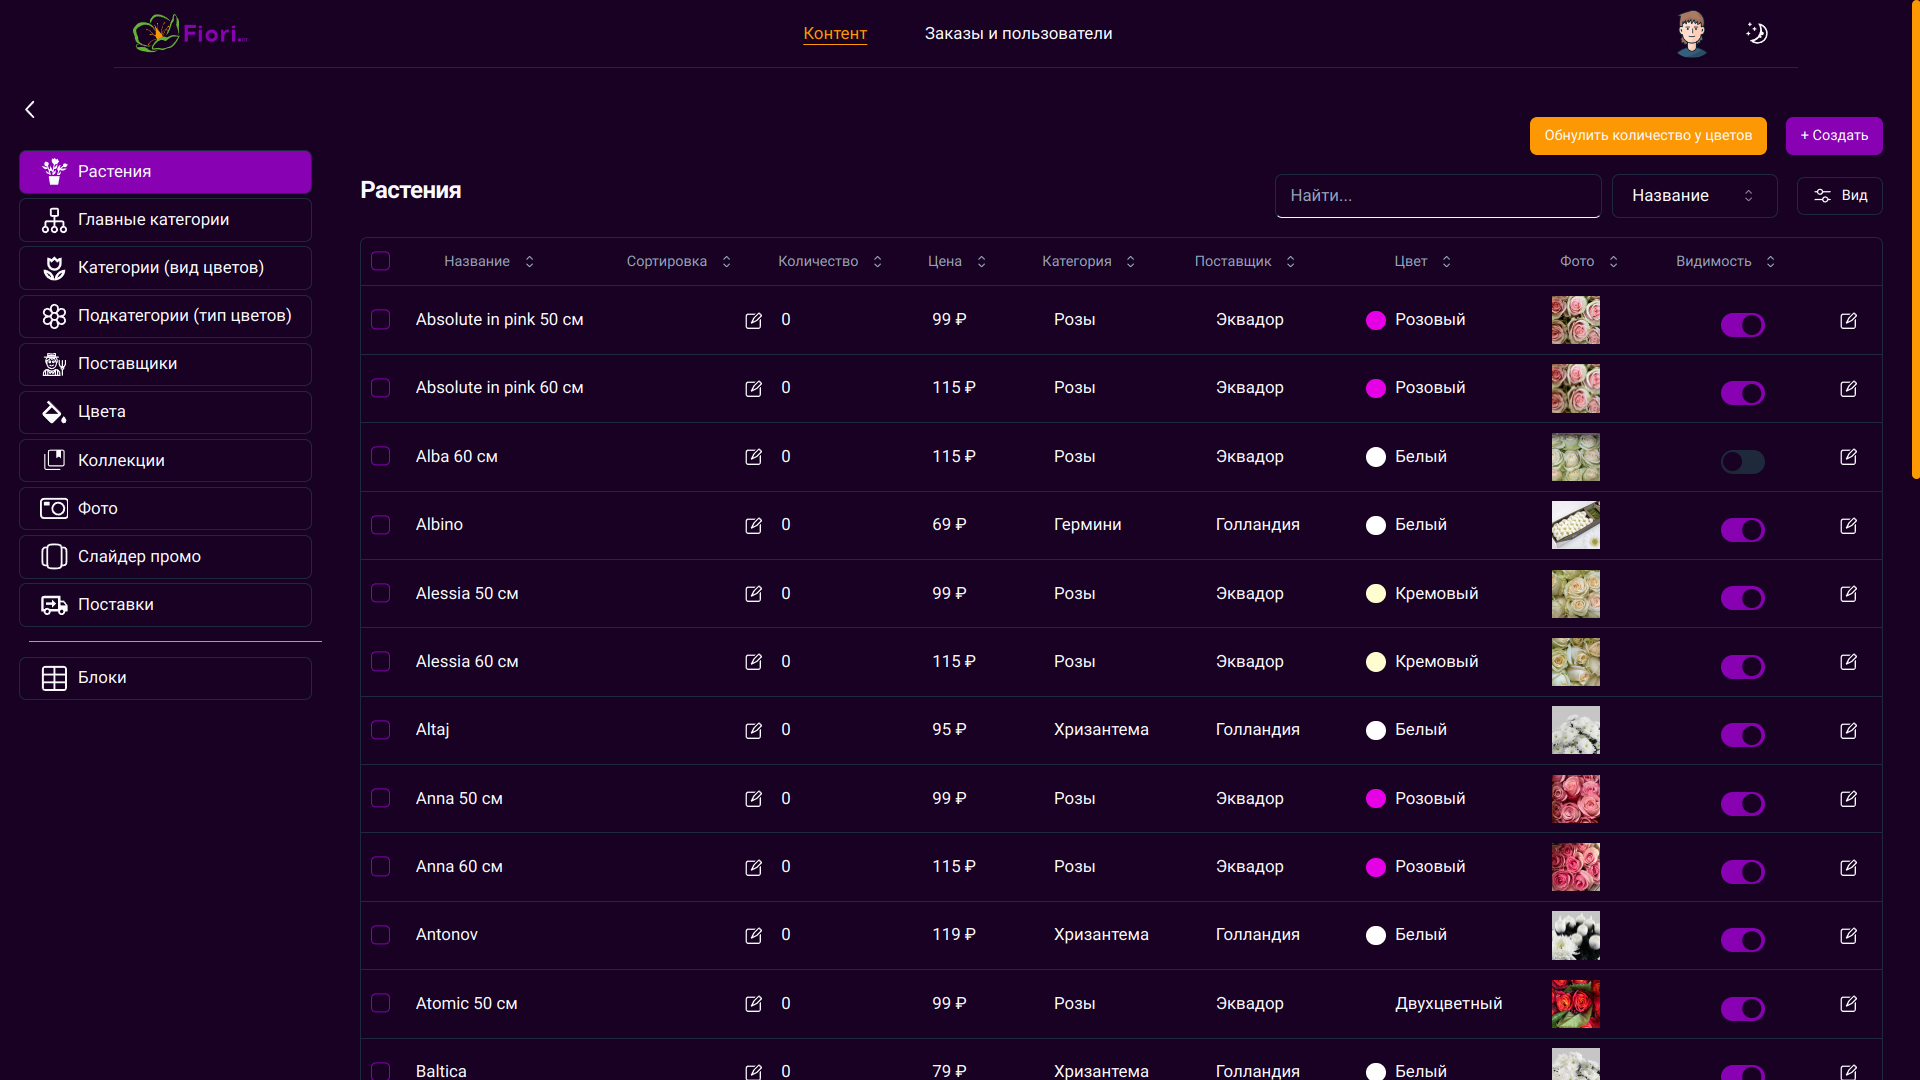 Fiori
Контент
Заказы и пользователи
Обнулить количество у цветов
+ Создать
Растения
Главные категории
Категории (вид цветов)
Подкатегории (тип цветов)
Поставщики
Цвета
Коллекции
Фото
Слайдер промо
Поставки
Блоки
Растения
Найти...
Название
Вид
Название Сортировка Количество Цена Категория Поставщик Цвет Фото Видимость
Absolute in pink 50 см 0 99 ₽ Розы Эквадор Розовый
Absolute in pink 60 см 0 115 ₽ Розы Эквадор Розовый
Alba 60 см 0 115 ₽ Розы Эквадор Белый
Albino 0 69 ₽ Гермини Голландия Белый
Alessia 50 см 0 99 ₽ Розы Эквадор Кремовый
Alessia 60 см 0 115 ₽ Розы Эквадор Кремовый
Altaj 0 95 ₽ Хризантема Голландия Белый
Anna 50 см 0 99 ₽ Розы Эквадор Розовый
Anna 60 см 0 115 ₽ Розы Эквадор Розовый
Antonov 0 119 ₽ Хризантема Голландия Белый
Atomic 50 см 0 99 ₽ Розы Эквадор Двухцветный
Baltica 0 79 ₽ Хризантема Голландия Белый